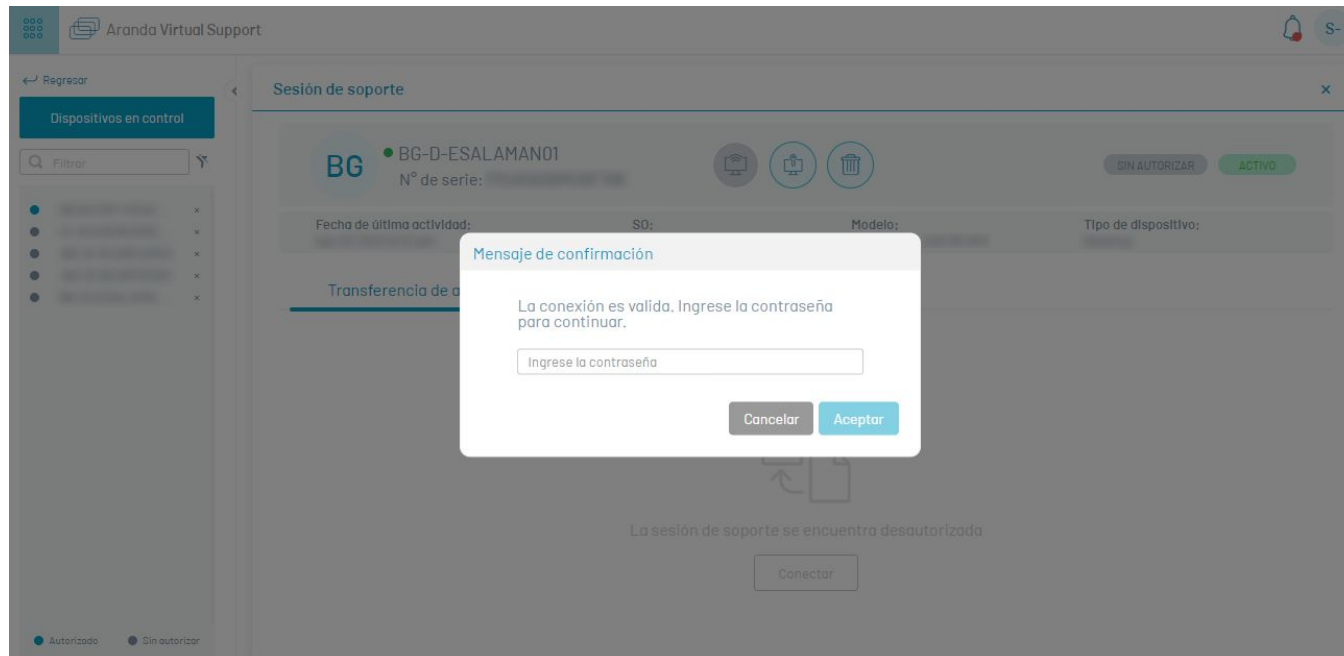 Aranda Virtual Support
S-
Regresar
Dispositivos en control
Filtrar
Sesión de soporte
BG
BG-D-ESALAMAN01
N° de serie:
SIN AUTORIZAR
ACTIVO
Fecha de última actividad:
SO:
Modelo:
Tipo de dispositivo:
Transferencia de a
Mensaje de confirmación
La conexión es valida. Ingrese la contraseña
para continuar.
Ingrese la contraseña
Cancelar
Aceptar
La sesión de soporte se encuentra desautorizada
Conectar
Autorizado
Sin autorizar